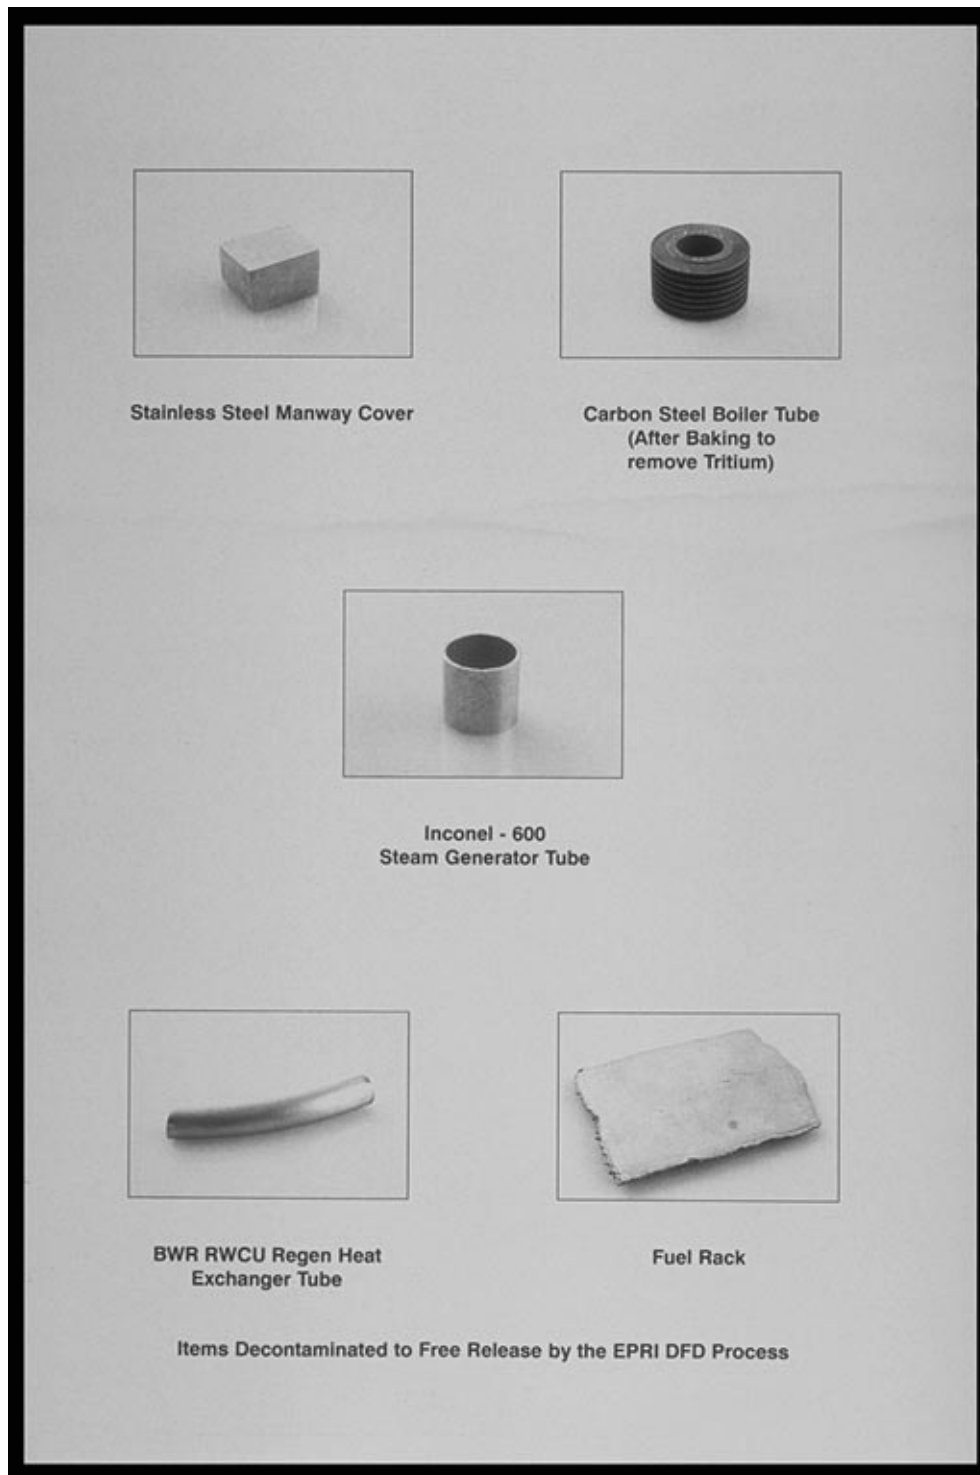 Stainless Steel Manway Cover
Carbon Steel Boiler Tube
(After Baking to
remove Tritium)
Inconel - 600
Steam Generator Tube
BWR RWCU Regen Heat
Exchanger Tube
Fuel Rack
Items Decontaminated to Free Release by the EPRI DFD Process